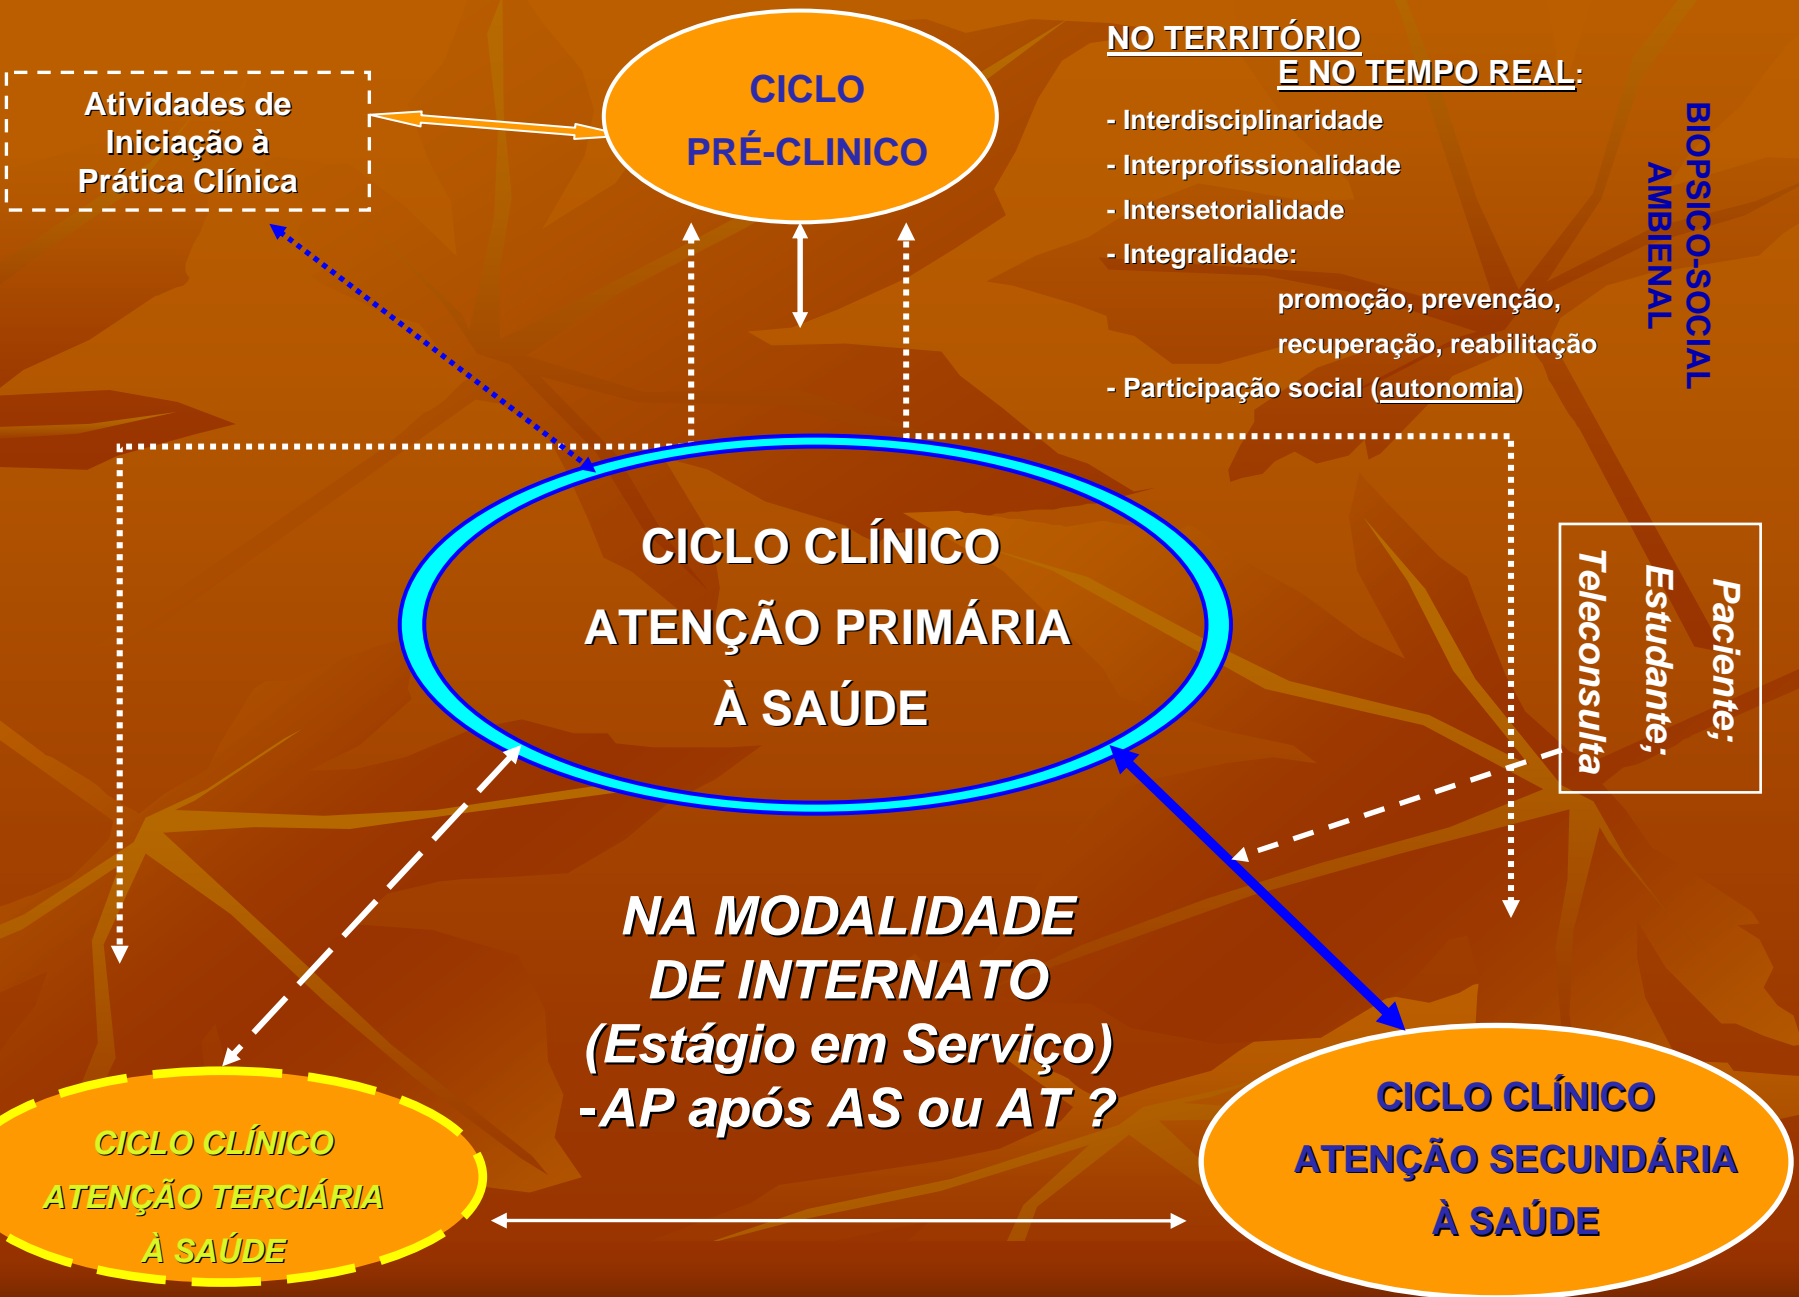 Atividades de
Iniciação à
Prática Clínica
CICLO
PRÉ-CLINICO
NO TERRITÓRIO
E NO TEMPO REAL:
- Interdisciplinaridade
- Interprofissionalidade
- Intersetorialidade
- Integralidade:
promoção, prevenção,
recuperação, reabilitação
- Participação social (autonomia)
BIOPSICO-SOCIAL
AMBIENAL
CICLO CLÍNICO
ATENÇÃO PRIMÁRIA
À SAÚDE
Paciente;
Estudante;
Teleconsulta
NA MODALIDADE
DE INTERNATO
(Estágio em Serviço)
-AP após AS ou AT ?
CICLO CLÍNICO
ATENÇÃO TERCIÁRIA
À SAÚDE
CICLO CLÍNICO
ATENÇÃO SECUNDÁRIA
À SAÚDE